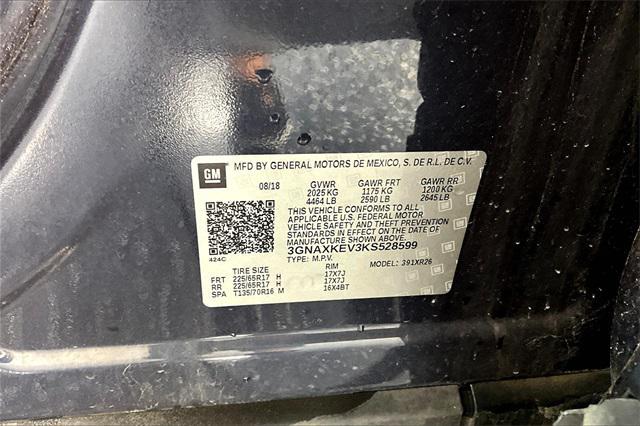 GM MFD BY GENERAL MOTORS DE MEXICO, S. DE R.L. DE C.V.
08/18 GVWR GAWR FRT GAWR RR
2025 KG 1175 KG 1200 KG
4464 LB 2590 LB 2645 LB
THIS VEHICLE CONFORMS TO ALL
APPLICABLE U.S. FEDERAL MOTOR
VEHICLE SAFETY AND THEFT PREVENTION
STANDARDS IN EFFECT ON THE DATE OF
MANUFACTURE SHOWN ABOVE.
3GNAXKEV3KS528599
424C TYPE: M.P.V. MODEL: 391XR26
TIRE SIZE RIM
FRT 225/65R17 H 17X7J
RR 225/65R17 H 17X7J
SPA T135/70R16 M 16X4BT